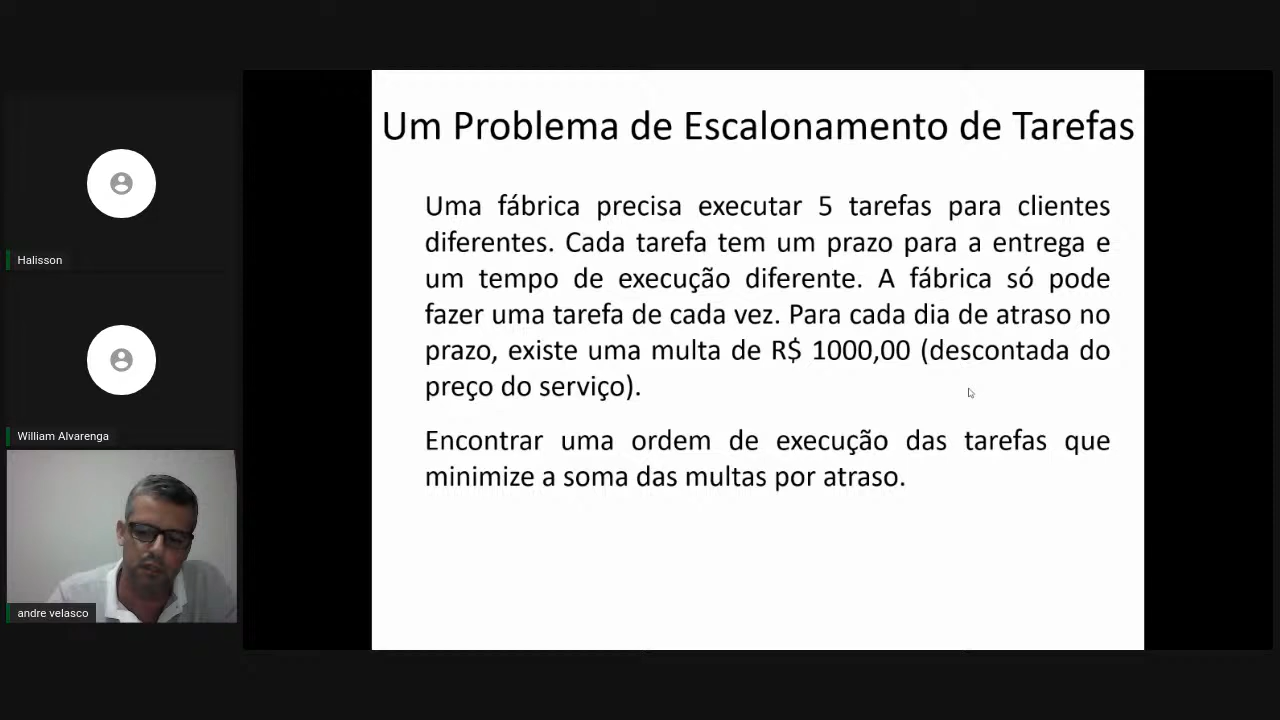 Um Problema de Escalonamento de Tarefas
Uma fábrica precisa executar 5 tarefas para clientes
diferentes. Cada tarefa tem um prazo para a entrega e
um tempo de execução diferente. A fábrica só pode
fazer uma tarefa de cada vez. Para cada dia de atraso no
prazo, existe uma multa de R$ 1000,00 (descontada do
preço do serviço).
Encontrar uma ordem de execução das tarefas que
minimize a soma das multas por atraso.
Halisson
William Alvarenga
andre velasco